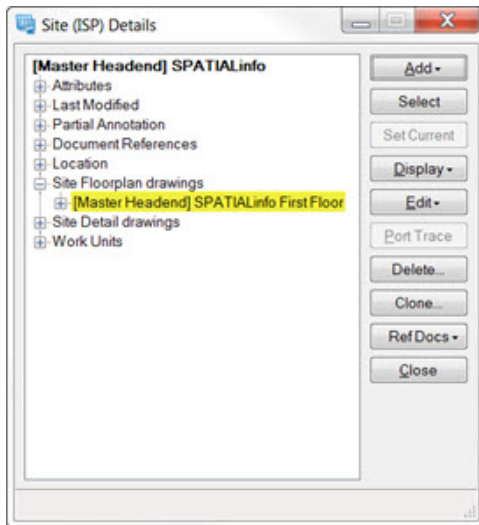 Site (ISP) Details
[Master Headend] SPATIALinfo
Attributes
Last Modified
Partial Annotation
Document References
Location
Site Floorplan drawings
[Master Headend] SPATIALinfo First Floor
Site Detail drawings
Work Units
Add
Select
Set Current
Display
Edit
Port Trace
Delete...
Clone...
Ref Docs
Close